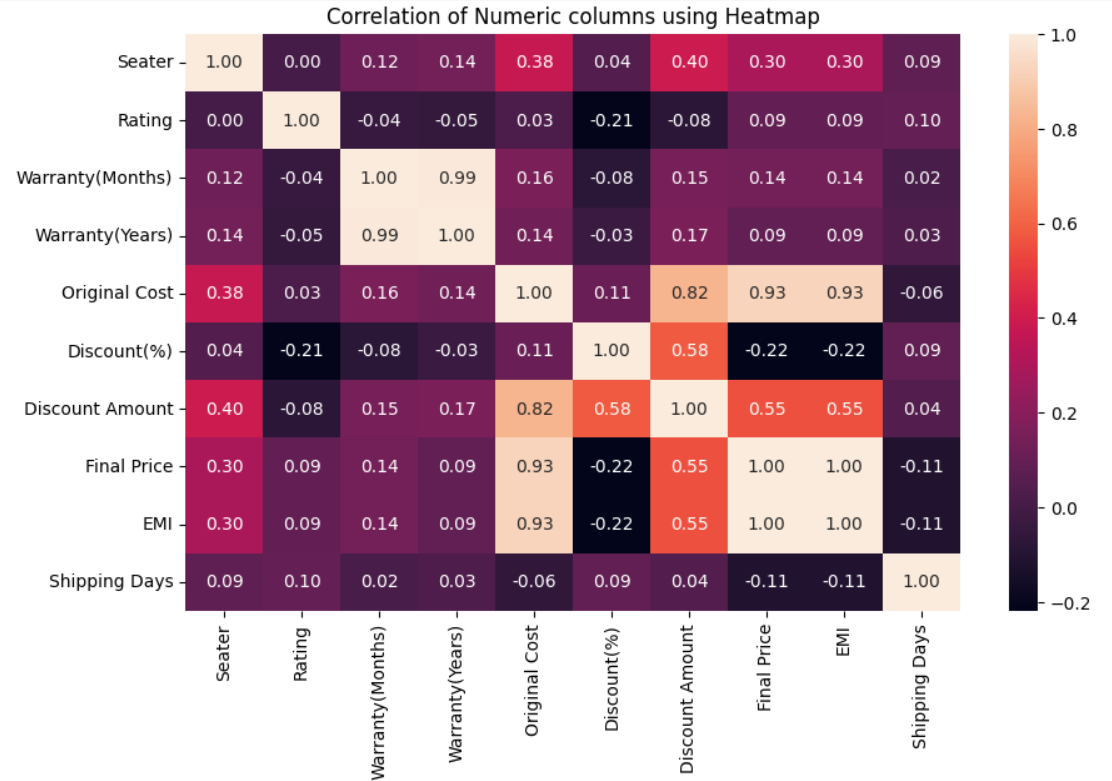 Correlation of Numeric columns using Heatmap
Seater 1.00 0.00 0.12 0.14 0.38 0.04 0.40 0.30 0.30 0.09
Rating 0.00 1.00 -0.04 -0.05 0.03 -0.21 -0.08 0.09 0.09 0.10
Warranty(Months) 0.12 -0.04 1.00 0.99 0.16 -0.08 0.15 0.14 0.14 0.02
Warranty(Years) 0.14 -0.05 0.99 1.00 0.14 -0.03 0.17 0.09 0.09 0.03
Original Cost 0.38 0.03 0.16 0.14 1.00 0.11 0.82 0.93 0.93 -0.06
Discount(%) 0.04 -0.21 -0.08 -0.03 0.11 1.00 0.58 -0.22 -0.22 0.09
Discount Amount 0.40 -0.08 0.15 0.17 0.82 0.58 1.00 0.55 0.55 0.04
Final Price 0.30 0.09 0.14 0.09 0.93 -0.22 0.55 1.00 1.00 -0.11
EMI 0.30 0.09 0.14 0.09 0.93 -0.22 0.55 1.00 1.00 -0.11
Shipping Days 0.09 0.10 0.02 0.03 -0.06 0.09 0.04 -0.11 -0.11 1.00
Seater
Rating
Warranty(Months)
Warranty(Years)
Original Cost
Discount(%)
Discount Amount
Final Price
EMI
Shipping Days
1.0
0.8
0.6
0.4
0.2
0.0
−0.2